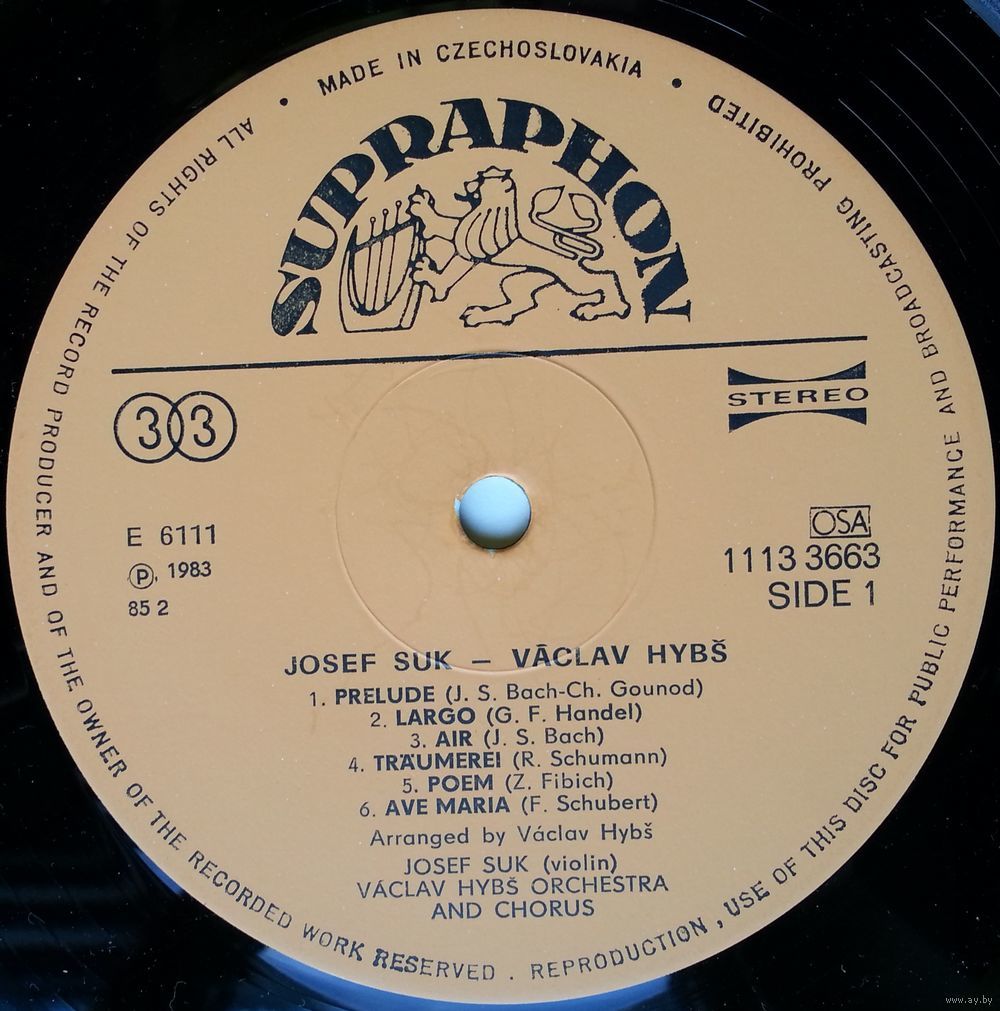 ALL RIGHTS OF THE RECORD PRODUCER AND OF THE OWNER OF THE RECORDED WORK RESERVED . REPRODUCTION , USE OF THIS DISC FOR PUBLIC PERFORMANCE AND BROADCASTING PROHIBITED
• MADE IN CZECHOSLOVAKIA •
SUPRAPHON
33
STEREO
E 6111
Ⓟ, 1983
85 2
OSA
1113 3663
SIDE 1
JOSEF SUK – VÁCLAV HYBŠ
1. PRELUDE (J. S. Bach-Ch. Gounod)
2. LARGO (G. F. Handel)
3. AIR (J. S. Bach)
4. TRÄUMEREI (R. Schumann)
5. POEM (Z. Fibich)
6. AVE MARIA (F. Schubert)
Arranged by Václav Hybš
JOSEF SUK (violin)
VÁCLAV HYBŠ ORCHESTRA
AND CHORUS
www.ay.by